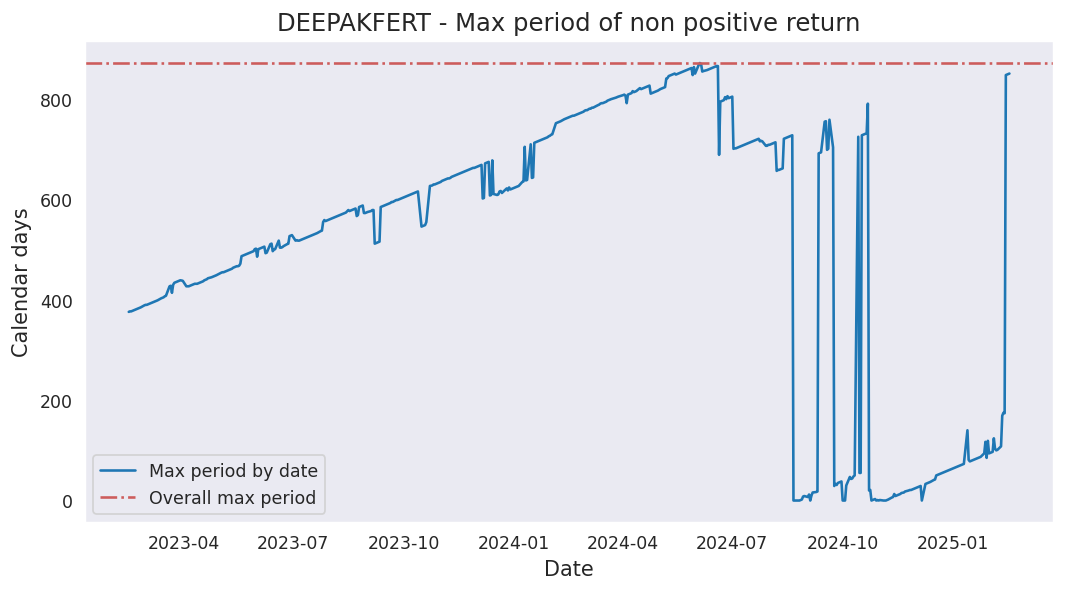 DEEPAKFERT - Max period of non positive return
Calendar days
800
600
400
200
0
Max period by date
Overall max period
2023-04 2023-07 2023-10 2024-01 2024-04 2024-07 2024-10 2025-01
Date